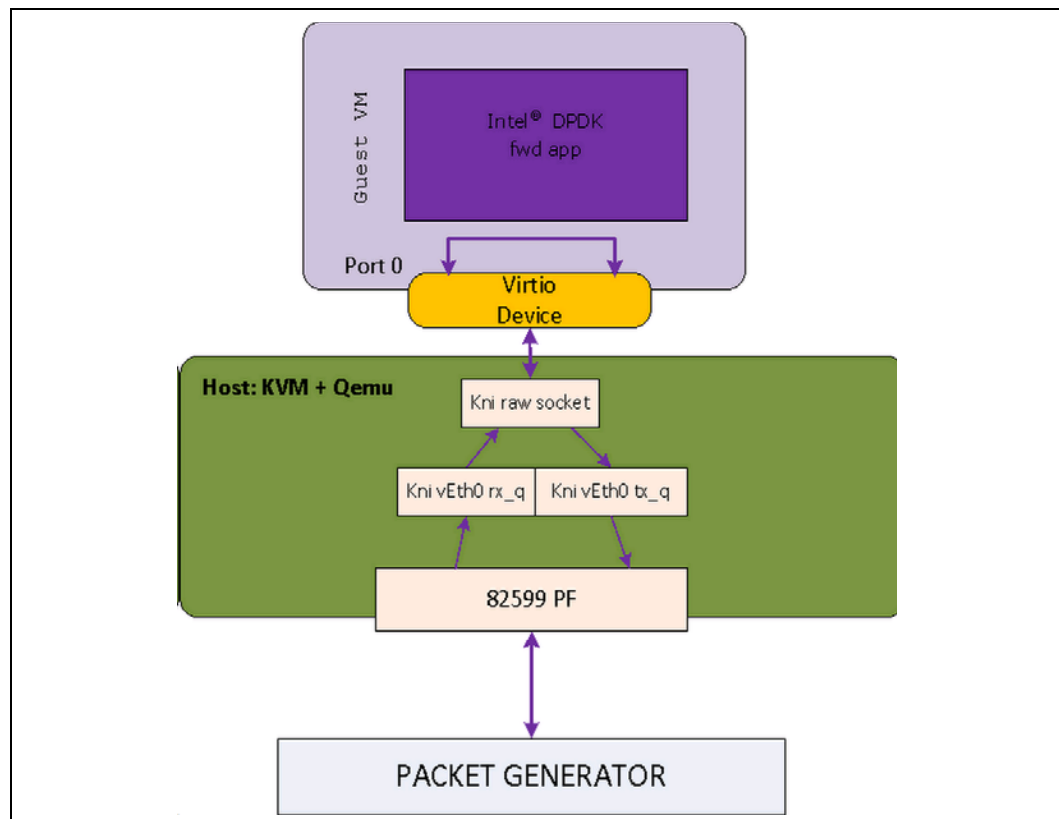 Guest VM
Intel® DPDK
fwd app
Port 0
Virtio
Device
Host: KVM + Qemu
Kni raw socket
Kni vEth0 rx_q
Kni vEth0 tx_q
82599 PF
PACKET GENERATOR